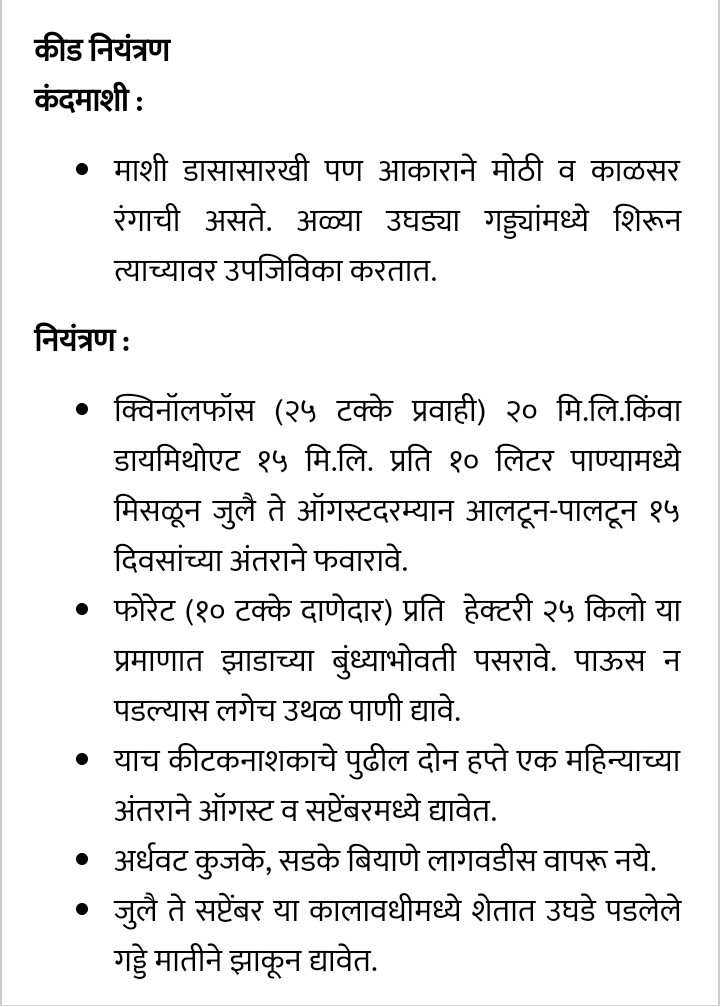 कीड नियंत्रण
कंदमाशी :
• माशी डासासारखी पण आकाराने मोठी व काळसर
रंगाची असते. अळ्या उघड्या गड्ड्यांमध्ये शिरून
त्याच्यावर उपजिविका करतात.
नियंत्रण :
• क्विनॉलफॉस (२५ टक्के प्रवाही) २० मि.लि.किंवा
डायमिथोएट १५ मि.लि. प्रति १० लिटर पाण्यामध्ये
मिसळून जुलै ते ऑगस्टदरम्यान आलटून-पालटून १५
दिवसांच्या अंतराने फवारावे.
• फोरेट (१० टक्के दाणेदार) प्रति हेक्टरी २५ किलो या
प्रमाणात झाडाच्या बुंध्याभोवती पसरावे. पाऊस न
पडल्यास लगेच उथळ पाणी द्यावे.
• याच कीटकनाशकाचे पुढील दोन हप्ते एक महिन्याच्या
अंतराने ऑगस्ट व सप्टेंबरमध्ये द्यावेत.
• अर्धवट कुजके, सडके बियाणे लागवडीस वापरू नये.
• जुलै ते सप्टेंबर या कालावधीमध्ये शेतात उघडे पडलेले
गड्डे मातीने झाकून द्यावेत.